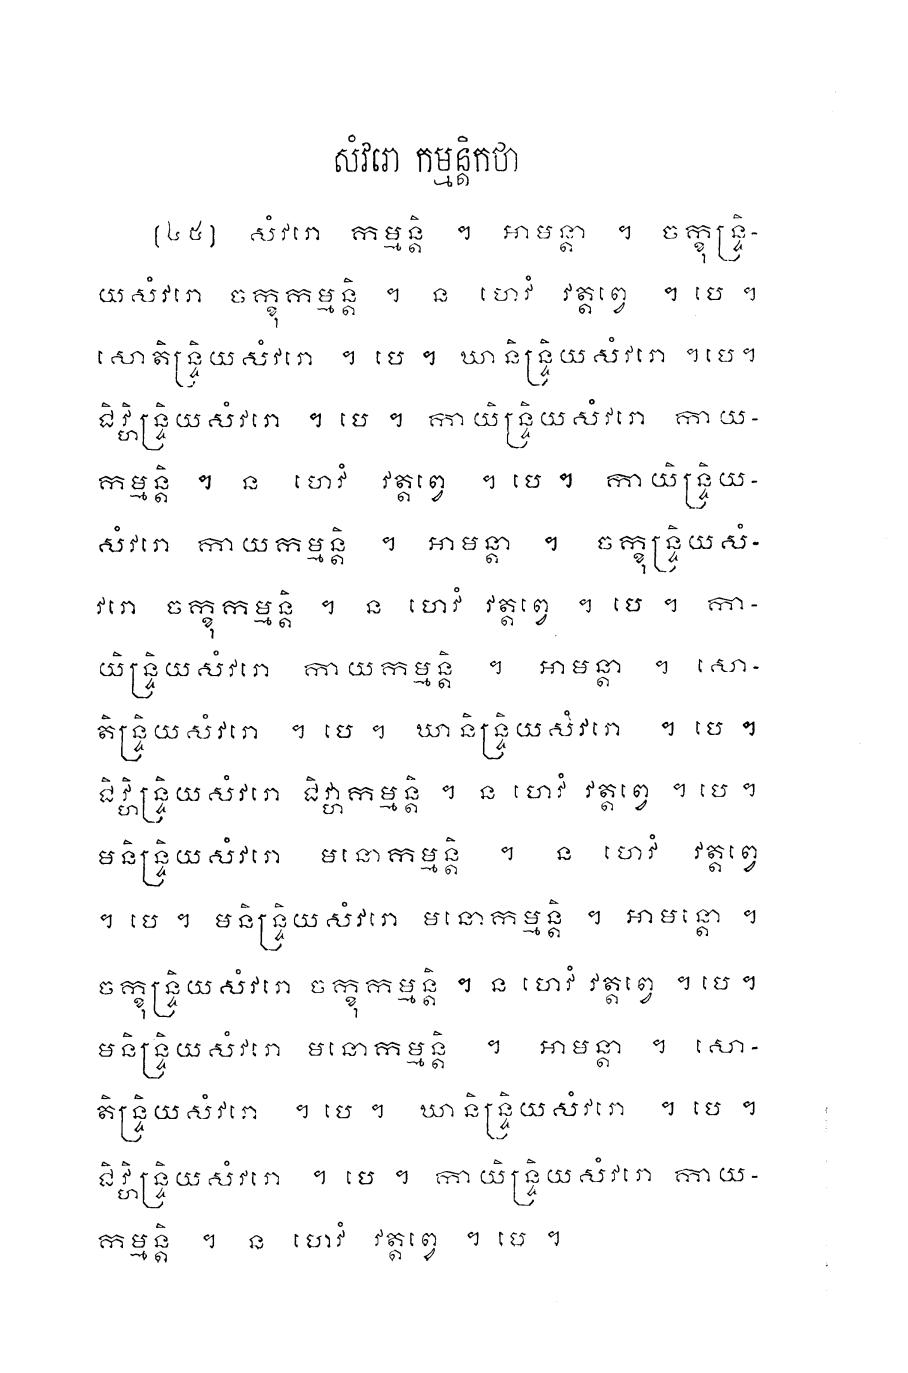 សំវរោ កម្មន្តិកថា
(៤៥) សំវរោ កម្មន្តិ ។ អាមន្តា ។ ចក្ខុន្ទ្រិ-
យសំវរោ ចក្ខុកម្មន្តិ ។ ន ហេវំ វត្តព្វេ ។ បេ ។
សោតិន្ទ្រិយសំវរោ ។ បេ ។ ឃានិន្ទ្រិយសំវរោ ។ បេ ។
ជិវ្ហិន្ទ្រិយសំវរោ ។ បេ ។ កាយិន្ទ្រិយសំវរោ កាយ-
កម្មន្តិ ។ ន ហេវំ វត្តព្វេ ។ បេ ។ កាយិន្ទ្រិយ-
សំវរោ កាយកម្មន្តិ ។ អាមន្តា ។ ចក្ខុន្ទ្រិយសំ-
វរោ ចក្ខុកម្មន្តិ ។ ន ហេវំ វត្តព្វេ ។ បេ ។ កា-
យិន្ទ្រិយសំវរោ កាយកម្មន្តិ ។ អាមន្តា ។ សោ-
តិន្ទ្រិយសំវរោ ។ បេ ។ ឃានិន្ទ្រិយសំវរោ ។ បេ ។
ជិវ្ហិន្ទ្រិយសំវរោ ជិវ្ហាកម្មន្តិ ។ ន ហេវំ វត្តព្វេ ។ បេ ។
មនិន្ទ្រិយសំវរោ មនោកម្មន្តិ ។ ន ហេវំ វត្តព្វេ
។ បេ ។ មនិន្ទ្រិយសំវរោ មនោកម្មន្តិ ។ អាមន្តោ ។
ចក្ខុន្ទ្រិយសំវរោ ចក្ខុកម្មន្តិ ។ ន ហេវំ វត្តព្វេ ។ បេ ។
មនិន្ទ្រិយសំវរោ មនោកម្មន្តិ ។ អាមន្តា ។ សោ-
តិន្ទ្រិយសំវរោ ។ បេ ។ ឃានិន្ទ្រិយសំវរោ ។ បេ ។
ជិវ្ហិន្ទ្រិយសំវរោ ។ បេ ។ កាយិន្ទ្រិយសំវរោ កាយ-
កម្មន្តិ ។ ន ហេវំ វត្តព្វេ ។ បេ ។